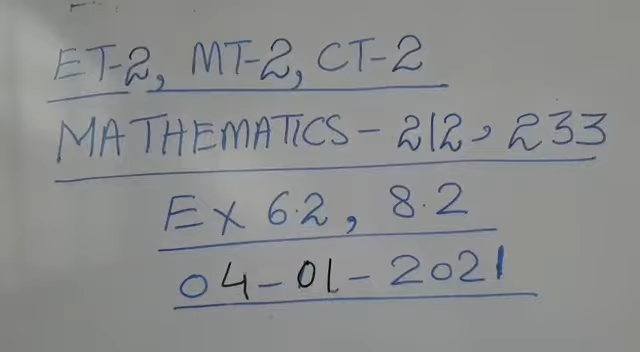 ET-2, MT-2, CT-2
MATHEMATICS - 212, 233
Ex 6.2, 8.2
04-01-2021